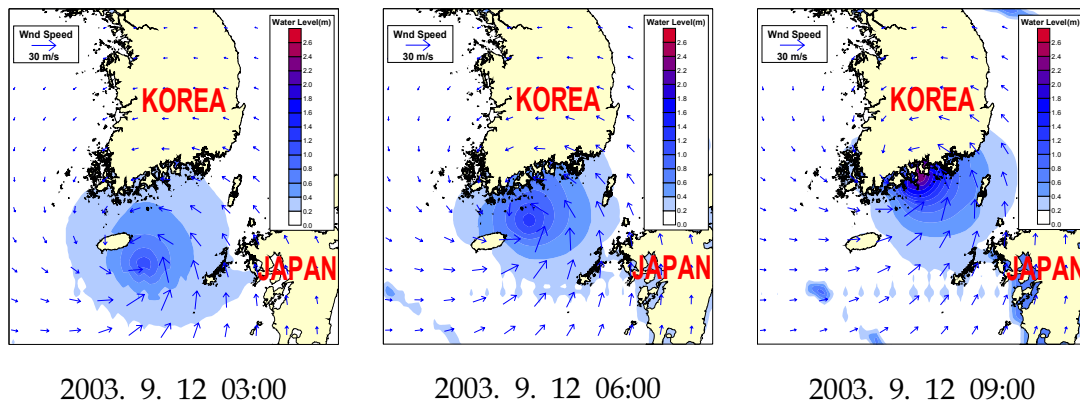 Wnd Speed
30 m/s
Water Level(m)
2.6
2.4
2.2
2.0
1.8
1.6
1.4
1.2
1.0
0.8
0.6
0.4
0.2
0.0
KOREA
JAPAN
2003. 9. 12 03:00
Wnd Speed
30 m/s
Water Level(m)
2.6
2.4
2.2
2.0
1.8
1.6
1.4
1.2
1.0
0.8
0.6
0.4
0.2
0.0
KOREA
JAPAN
2003. 9. 12 06:00
Wnd Speed
30 m/s
Water Level(m)
2.6
2.4
2.2
2.0
1.8
1.6
1.4
1.2
1.0
0.8
0.6
0.4
0.2
0.0
KOREA
JAPAN
2003. 9. 12 09:00